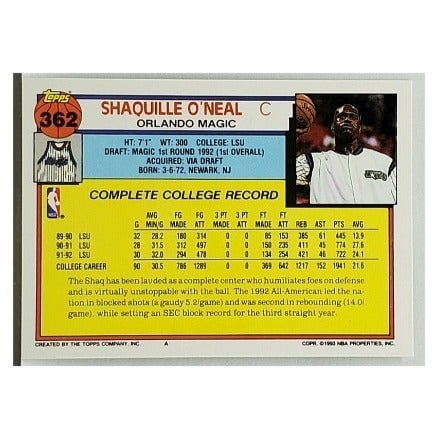 Topps
362
SHAQUILLE O'NEAL C
ORLANDO MAGIC
HT: 7'1" WT: 300 COLLEGE: LSU
DRAFT: MAGIC 1st ROUND 1992 (1st OVERALL)
ACQUIRED: VIA DRAFT
BORN: 3-6-72, NEWARK, NJ
NBA
COMPLETE COLLEGE RECORD
AVG FG FG 3 PT 3 PT FT FT
G MIN/G MADE ATT MADE ATT MADE ATT REB AST PTS AVG
89-90 LSU 32 28.2 180 314 0 0 85 153 385 61 445 13.9
90-91 LSU 28 31.5 312 497 0 0 150 235 411 45 774 27.6
91-92 LSU 30 32.0 294 478 0 0 134 254 421 46 722 24.1
COLLEGE CAREER 90 30.5 786 1289 0 0 369 642 1217 152 1941 21.6
The Shaq has been lauded as a complete center who humiliates foes on defense
and is virtually unstoppable with the ball. The 1992 All-American led the na-
tion in blocked shots (a gaudy 5.2/game) and was second in rebounding (14.0/
game), while setting an SEC block record for the third straight year.
CREATED BY THE TOPPS COMPANY, INC. A COPR. ©1993 NBA PROPERTIES, INC.